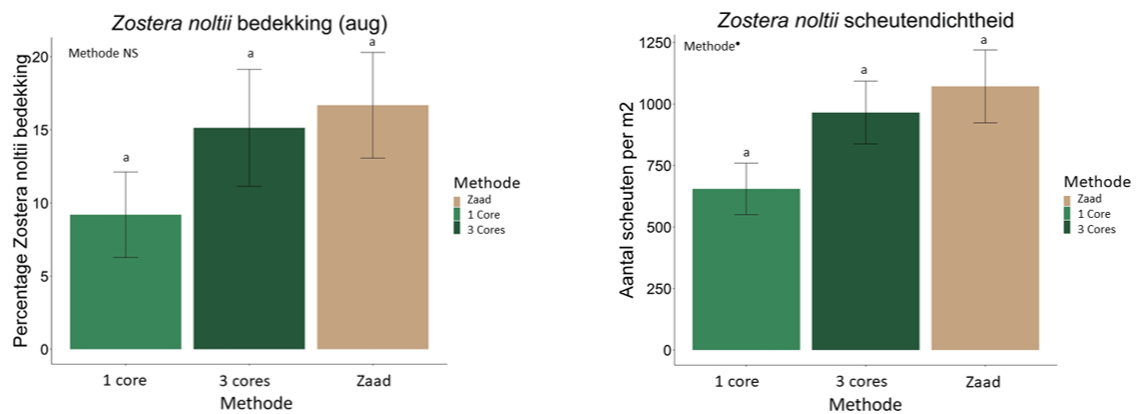 Zostera noltii bedekking (aug)
Percentage Zostera noltii bedekking
20
15
10
5
0
Methode NS
a
a
a
1 core
3 cores
Zaad
Methode
Methode
Zaad
1 Core
3 Cores
Zostera noltii scheutendichtheid
Aantal scheuten per m2
1250
1000
750
500
250
0
Methode•
a
a
a
1 core
3 cores
Zaad
Methode
Methode
Zaad
1 Core
3 Cores